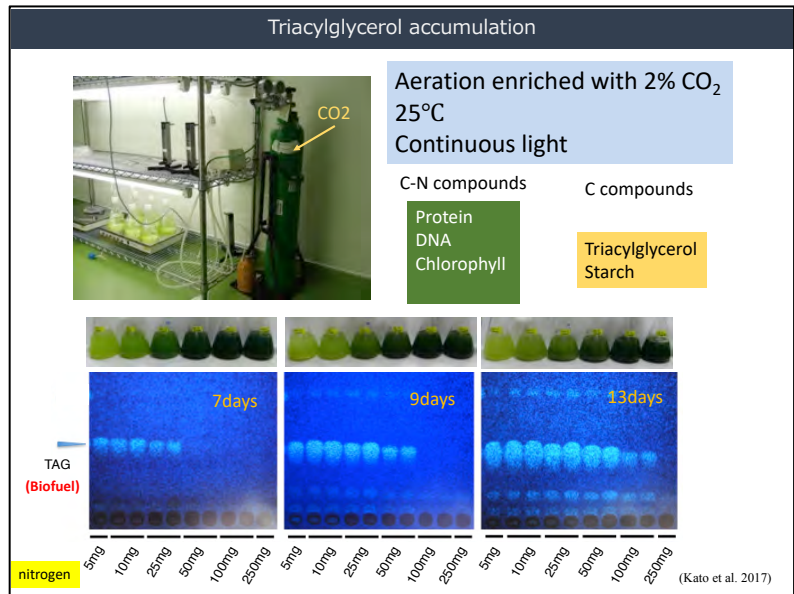 Triacylglycerol accumulation
CO2
Aeration enriched with 2% CO₂
25℃
Continuous light
C-N compounds
C compounds
Protein
DNA
Chlorophyll
Triacylglycerol
Starch
7days
9days
13days
TAG
(Biofuel)
nitrogen
5mg
10mg
25mg
50mg
100mg
250mg
5mg
10mg
25mg
50mg
100mg
250mg
5mg
10mg
25mg
50mg
100mg
250mg
(Kato et al. 2017)